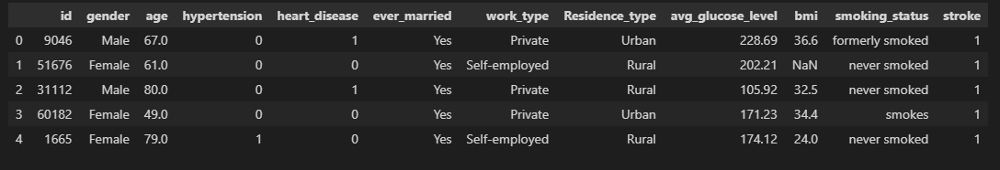 id gender age hypertension heart_disease ever_married work_type Residence_type avg_glucose_level bmi smoking_status stroke
0 9046 Male 67.0 0 1 Yes Private Urban 228.69 36.6 formerly smoked 1
1 51676 Female 61.0 0 0 Yes Self-employed Rural 202.21 NaN never smoked 1
2 31112 Male 80.0 0 1 Yes Private Rural 105.92 32.5 never smoked 1
3 60182 Female 49.0 0 0 Yes Private Urban 171.23 34.4 smokes 1
4 1665 Female 79.0 1 0 Yes Self-employed Rural 174.12 24.0 never smoked 1